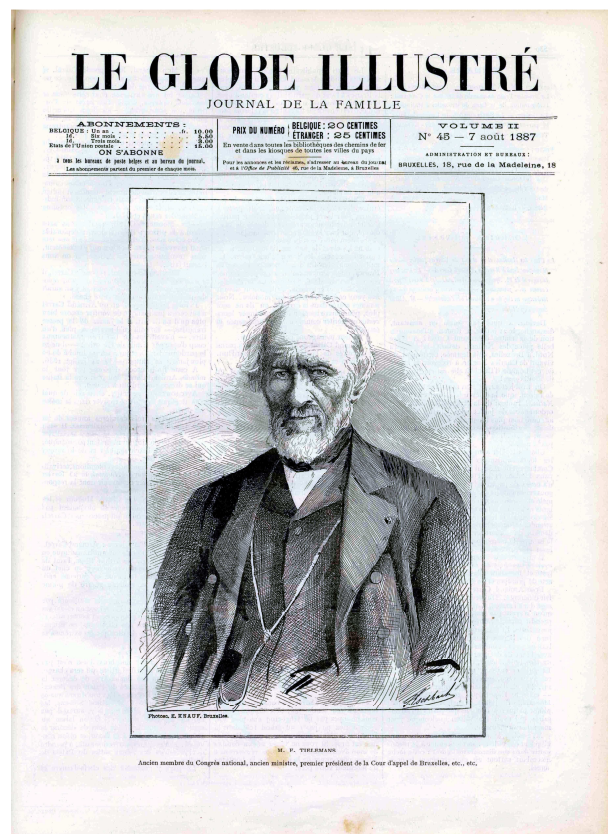 LE GLOBE ILLUSTRÉ
JOURNAL DE LA FAMILLE
ABONNEMENTS :
BELGIQUE : Un an . . . . . . . . . . fr. 10.00
Id. Six mois . . . . . . . . . . 5.50
Id. Trois mois. . . . . . . . . . 3.00
Etats de l'Union postale . . . . . . . 15.00
ON S'ABONNE
à tous les bureaux de poste belges et au bureau du journal.
Les abonnements partent du premier de chaque mois.
PRIX DU NUMÉRO
BELGIQUE : 20 CENTIMES
ÉTRANGER : 25 CENTIMES
En vente dans toutes les bibliothèques des chemins de fer
et dans les kiosques de toutes les villes du pays
Pour les annonces et les réclames, s'adresser au bureau du journal
et à l'Office de Publicité 46, rue de la Madeleine, à Bruxelles
VOLUME II
N° 45 — 7 août 1887
ADMINISTRATION ET BUREAUX :
BRUXELLES, 18, rue de la Madeleine, 18
Photog. E. KNAUF, Bruxelles.
M. F. TIELEMANS
Ancien membre du Congrès national, ancien ministre, premier président de la Cour d'appel de Bruxelles, etc., etc.